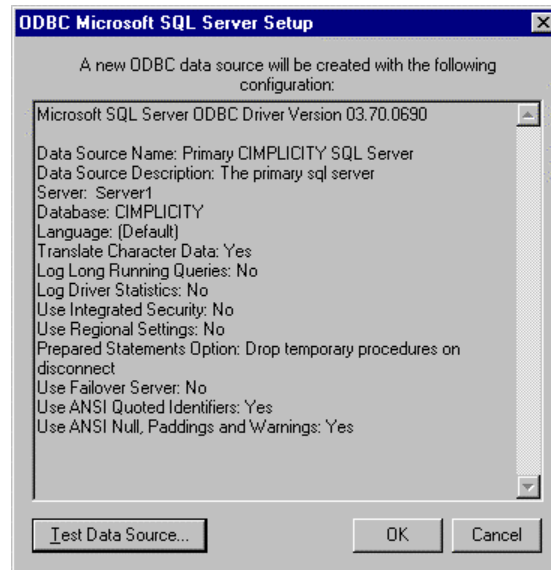 ODBC Microsoft SQL Server Setup
A new ODBC data source will be created with the following
configuration:
Microsoft SQL Server ODBC Driver Version 03.70.0690
Data Source Name: Primary CIMPLICITY SQL Server
Data Source Description: The primary sql server
Server:  Server1
Database: CIMPLICITY
Language: (Default)
Translate Character Data: Yes
Log Long Running Queries: No
Log Driver Statistics: No
Use Integrated Security: No
Use Regional Settings: No
Prepared Statements Option: Drop temporary procedures on
disconnect
Use Failover Server: No
Use ANSI Quoted Identifiers: Yes
Use ANSI Null, Paddings and Warnings: Yes
Test Data Source...
OK
Cancel